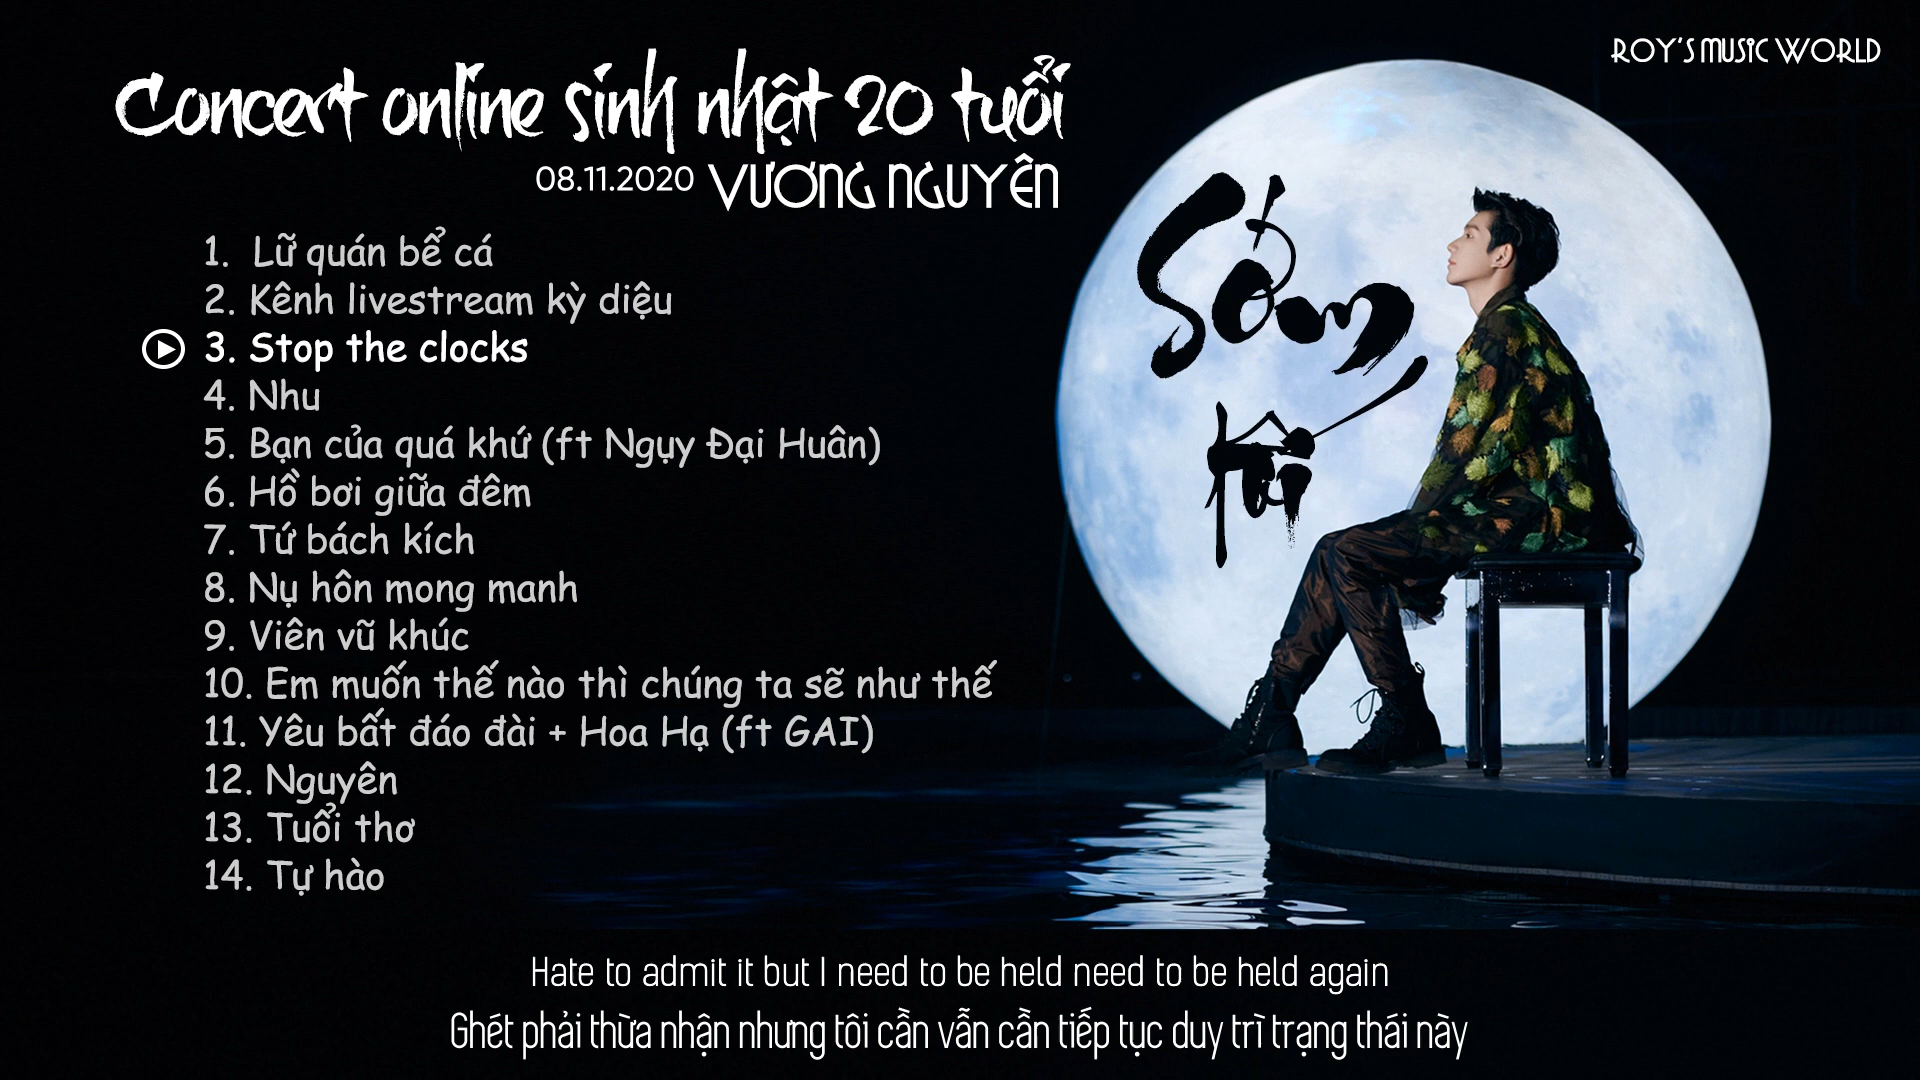 ROY'S MUSIC WORLD
Concert online sinh nhật 20 tuổi
08.11.2020 VƯƠNG NGUYÊN
1. Lữ quán bể cá
2. Kênh livestream kỳ diệu
3. Stop the clocks
4. Nhu
5. Bạn của quá khứ (ft Ngụy Đại Huân)
6. Hồ bơi giữa đêm
7. Tứ bách kích
8. Nụ hôn mong manh
9. Viên vũ khúc
10. Em muốn thế nào thì chúng ta sẽ như thế
11. Yêu bất đáo đài + Hoa Hạ (ft GAI)
12. Nguyên
13. Tuổi thơ
14. Tự hào
Sớm
Hate to admit it but I need to be held need to be held again
Ghét phải thừa nhận nhưng tôi cần vẫn cần tiếp tục duy trì trạng thái này